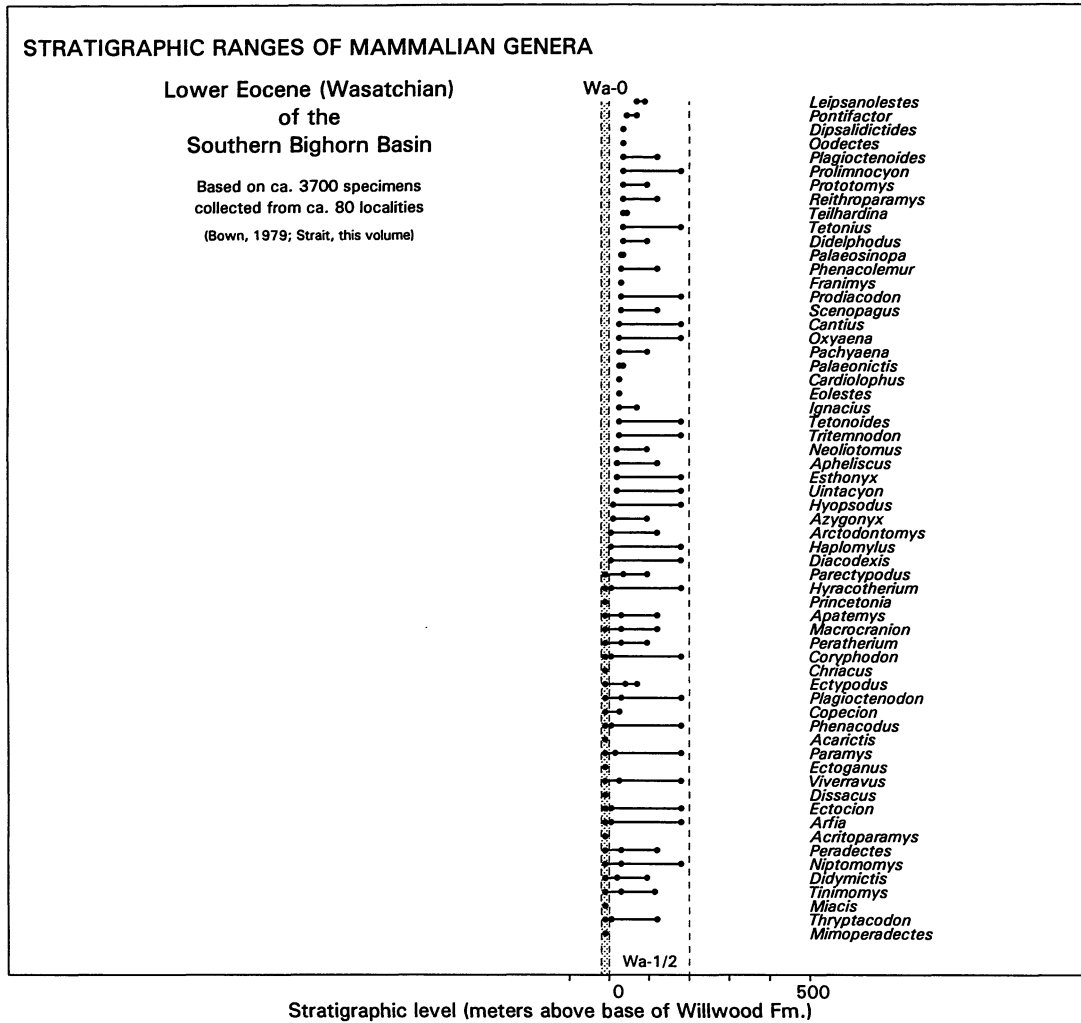 STRATIGRAPHIC RANGES OF MAMMALIAN GENERA
Lower Eocene (Wasatchian)
of the
Southern Bighorn Basin
Based on ca. 3700 specimens
collected from ca. 80 localities
(Bown, 1979; Strait, this volume)
Wa-0
Leipsanolestes
Pontifactor
Dipsalidictides
Oodectes
Plagioctenoides
Prolimnocyon
Prototomys
Reithroparamys
Teilhardina
Tetonius
Didelphodus
Palaeosinopa
Phenacolemur
Franimys
Prodiacodon
Scenopagus
Cantius
Oxyaena
Pachyaena
Palaeonictis
Cardiolophus
Eolestes
Ignacius
Tetonoides
Tritemnodon
Neoliotomus
Apheliscus
Esthonyx
Uintacyon
Hyopsodus
Azygonyx
Arctodontomys
Haplomylus
Diacodexis
Parectypodus
Hyracotherium
Princetonia
Apatemys
Macrocranion
Peratherium
Coryphodon
Chriacus
Ectypodus
Plagioctenodon
Copecion
Phenacodus
Acarictis
Paramys
Ectoganus
Viverravus
Dissacus
Ectocion
Arfia
Acritoparamys
Peradectes
Niptomomys
Didymictis
Tinimomys
Miacis
Thryptacodon
Mimoperadectes
Wa-1/2
0 500
Stratigraphic level (meters above base of Willwood Fm.)